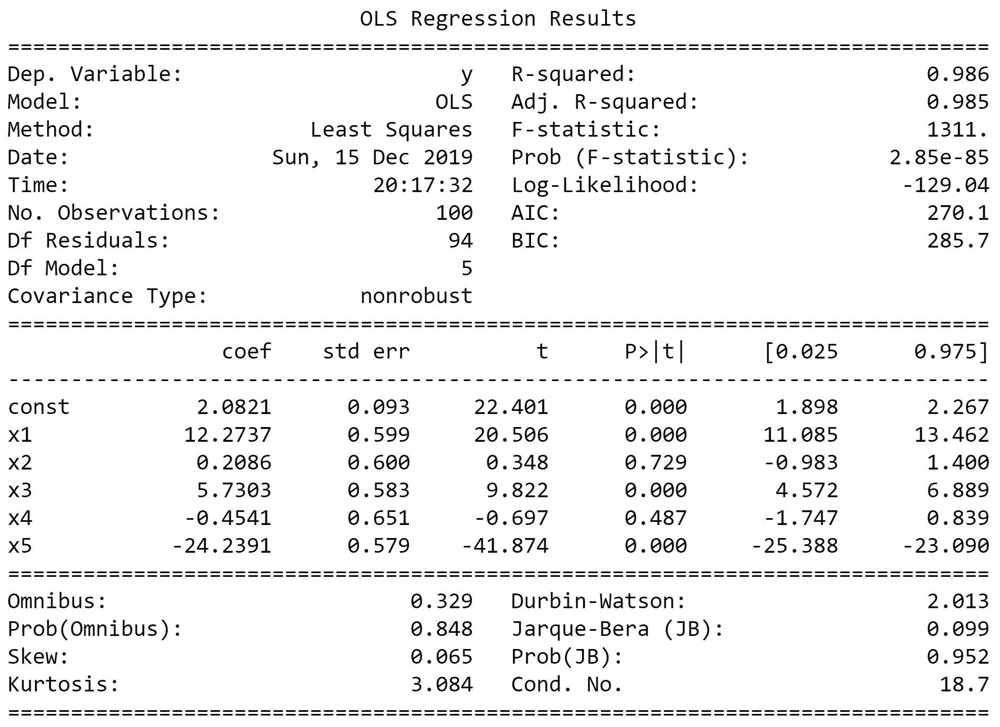 OLS Regression Results
==============================================================================
Dep. Variable:                      y   R-squared:                       0.986
Model:                            OLS   Adj. R-squared:                  0.985
Method:                 Least Squares   F-statistic:                     1311.
Date:                Sun, 15 Dec 2019   Prob (F-statistic):           2.85e-85
Time:                        20:17:32   Log-Likelihood:                -129.04
No. Observations:                 100   AIC:                             270.1
Df Residuals:                      94   BIC:                             285.7
Df Model:                           5
Covariance Type:            nonrobust
==============================================================================
                 coef    std err          t      P>|t|      [0.025      0.975]
------------------------------------------------------------------------------
const          2.0821      0.093     22.401      0.000       1.898       2.267
x1            12.2737      0.599     20.506      0.000      11.085      13.462
x2             0.2086      0.600      0.348      0.729      -0.983       1.400
x3             5.7303      0.583      9.822      0.000       4.572       6.889
x4            -0.4541      0.651     -0.697      0.487      -1.747       0.839
x5           -24.2391      0.579    -41.874      0.000     -25.388     -23.090
==============================================================================
Omnibus:                        0.329   Durbin-Watson:                   2.013
Prob(Omnibus):                  0.848   Jarque-Bera (JB):                0.099
Skew:                           0.065   Prob(JB):                        0.952
Kurtosis:                       3.084   Cond. No.                         18.7
==============================================================================